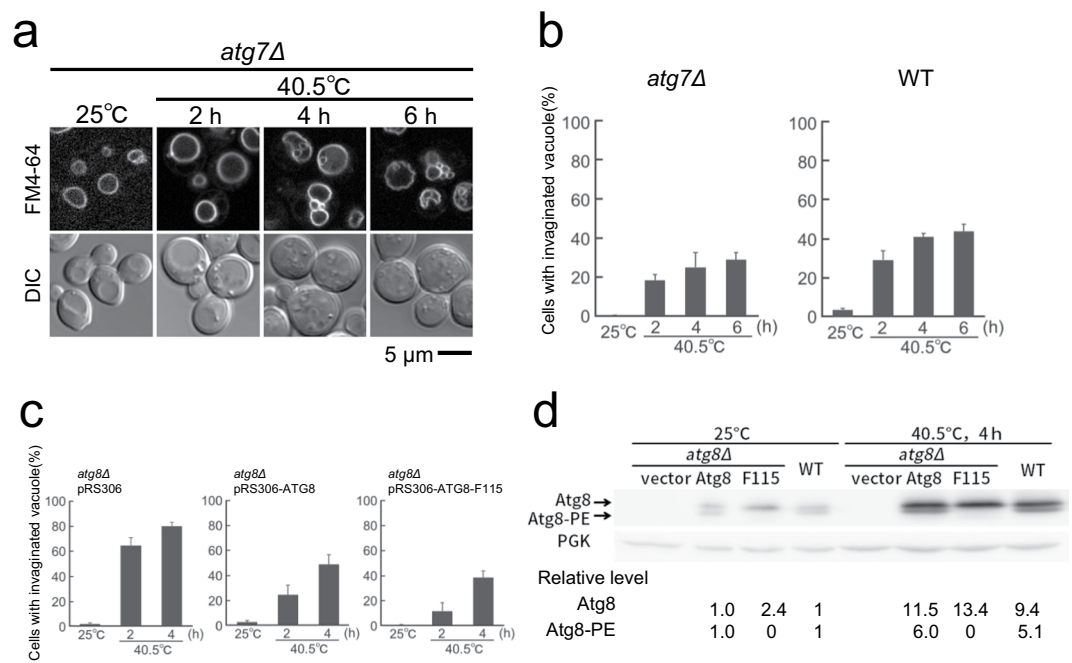 a
atg7Δ
40.5℃
25℃ 2 h 4 h 6 h
FM4-64
DIC
5 µm
b
atg7Δ WT
Cells with invaginated vacuole(%)
100
80
60
40
20
0
25℃ 2 4 6 (h)
40.5℃
100
80
60
40
20
0
25℃ 2 4 6 (h)
40.5℃
c
Cells with invaginated vacuole(%)
atg8Δ
pRS306
100
80
60
40
20
0
25℃ 2 4 (h)
40.5℃
atg8Δ
pRS306-ATG8
100
80
60
40
20
0
25℃ 2 4 (h)
40.5℃
atg8Δ
pRS306-ATG8-F115
100
80
60
40
20
0
25℃ 2 4 (h)
40.5℃
d
25℃ 40.5℃, 4h
atg8Δ WT atg8Δ WT
vector Atg8 F115 vector Atg8 F115
Atg8
Atg8-PE
PGK
Relative level
Atg8 1.0 2.4 1 11.5 13.4 9.4
Atg8-PE 1.0 0 1 6.0 0 5.1